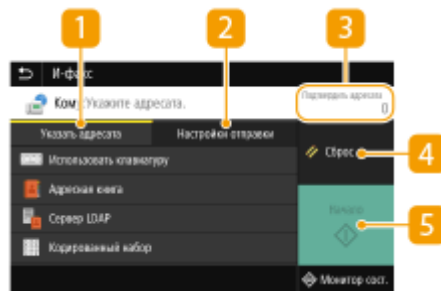 1
2
3
И-факс
Кому: Укажите адресата.
Подтвердить адресата
0
Указать адресата
Настройки отправки
Использовать клавиатуру
Сброс
4
Адресная книга
Сервер LDAP
Начало
5
Кодированный набор
Монитор сост.